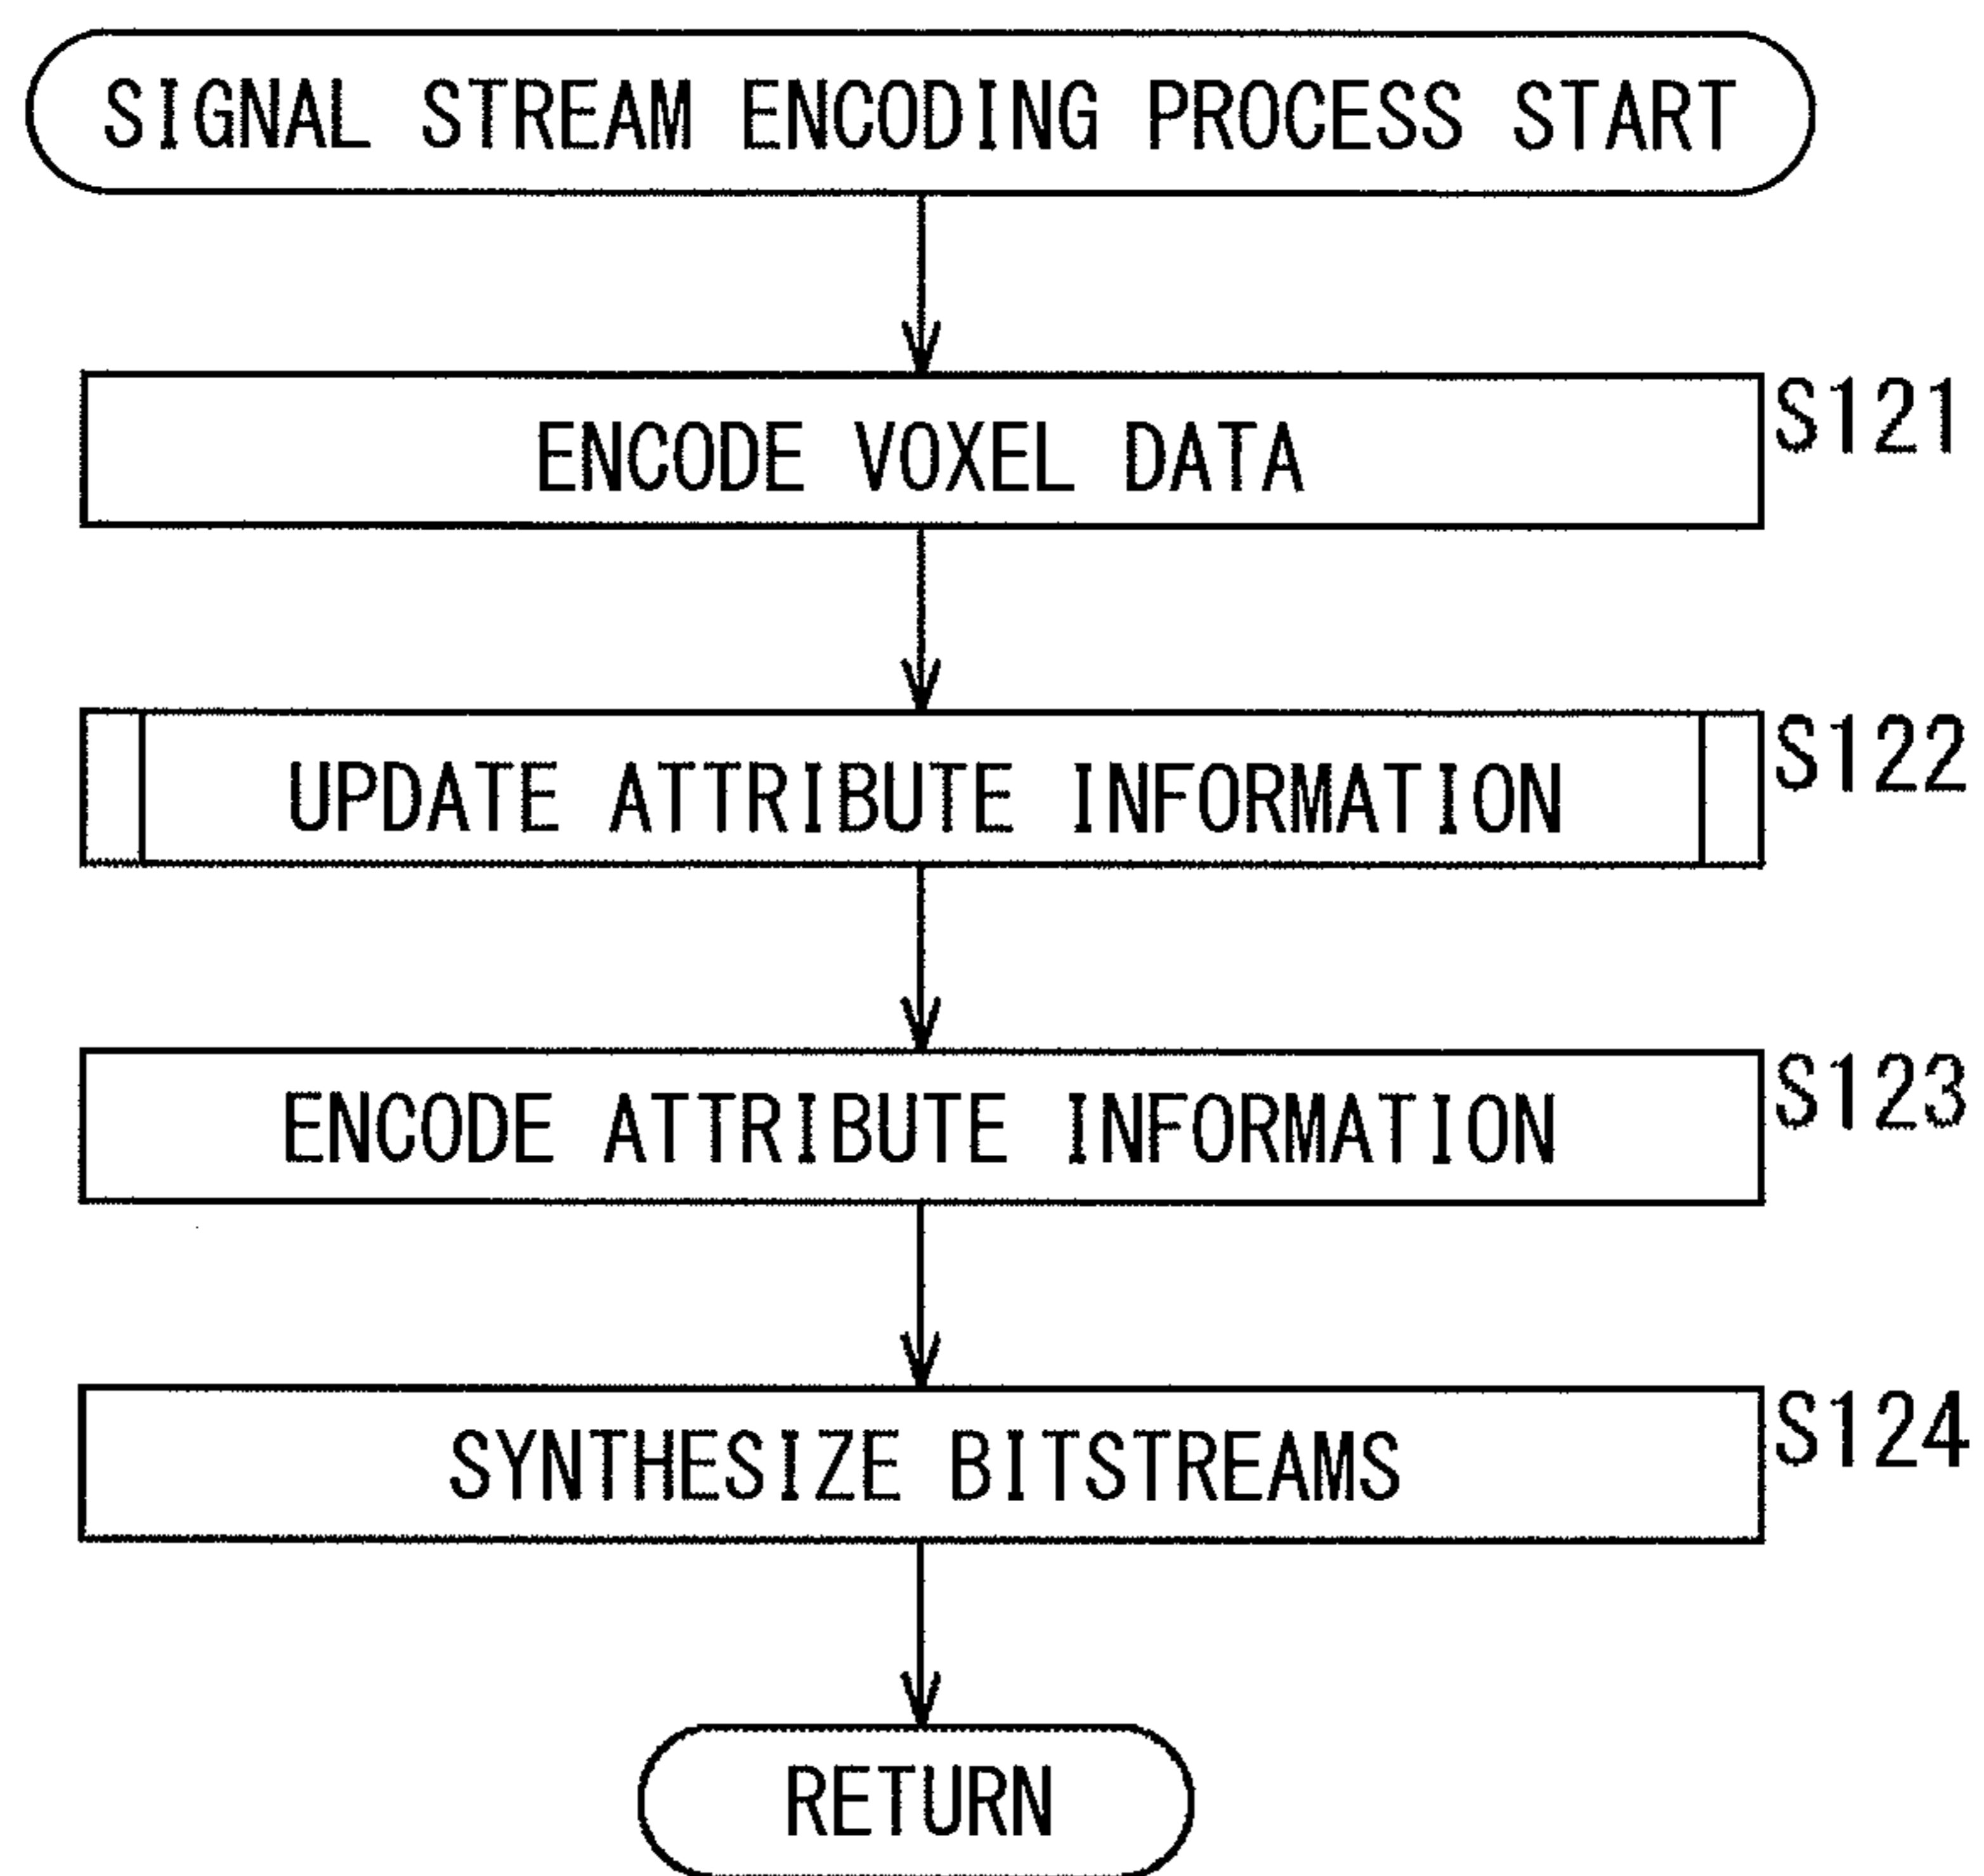 SIGNAL STREAM ENCODING PROCESS START
ENCODE VOXEL DATA
S121
UPDATE ATTRIBUTE INFORMATION
S122
ENCODE ATTRIBUTE INFORMATION
S123
SYNTHESIZE BITSTREAMS
S124
RETURN